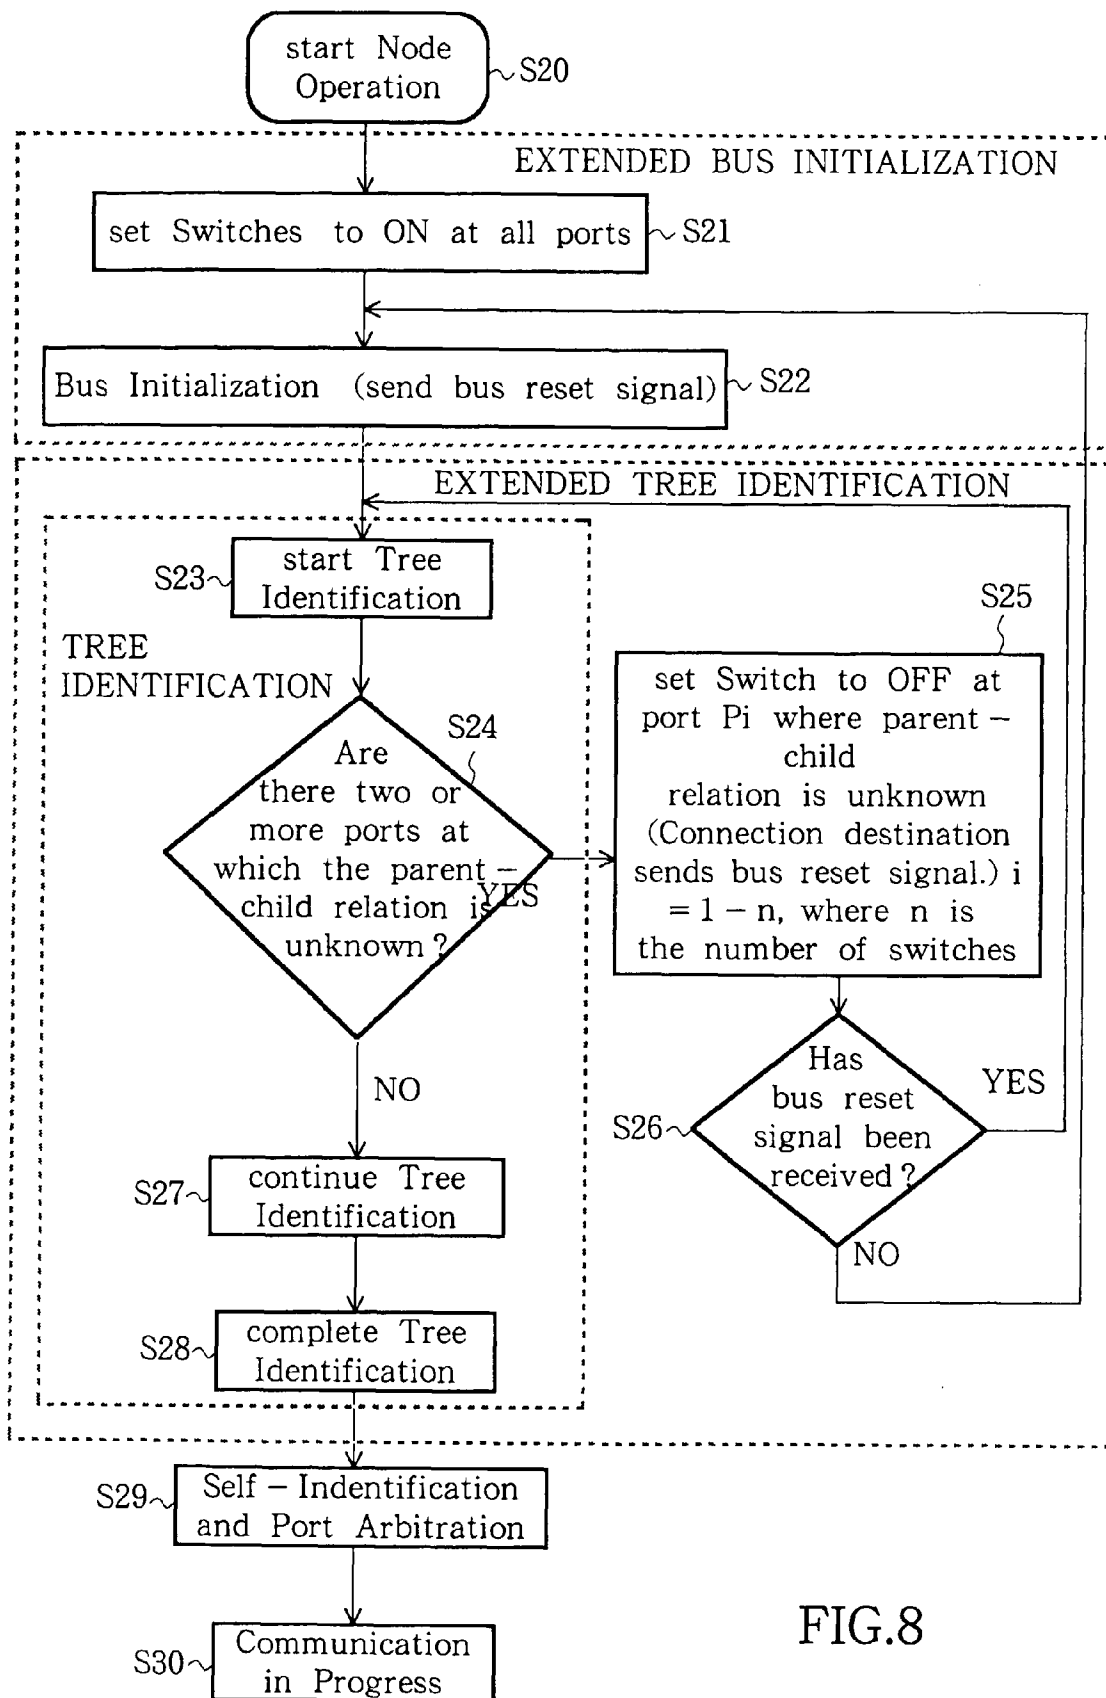 start Node
Operation
S20
EXTENDED BUS INITIALIZATION
set Switches to ON at all ports
S21
Bus Initialization (send bus reset signal)
S22
EXTENDED TREE IDENTIFICATION
start Tree
Identification
S23
TREE
IDENTIFICATION
S24
Are
there two or
more ports at
which the parent-
child relation is
unknown?
YES
S25
set Switch to OFF at
port Pi where parent-
child
relation is unknown
(Connection destination
sends bus reset signal.) i
= 1 - n, where n is
the number of switches
Has
bus reset
signal been
received?
S26
YES
NO
NO
S27
continue Tree
Identification
S28
complete Tree
Identification
S29
Self-Indentification
and Port Arbitration
S30
Communication
in Progress
FIG.8